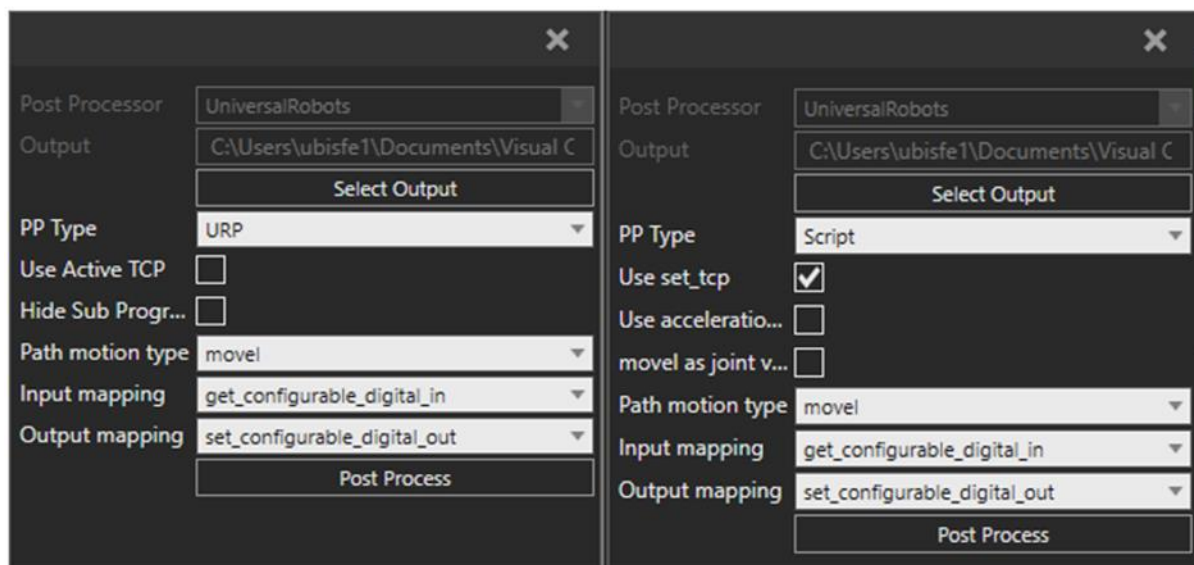 Post Processor UniversalRobots
Output C:\Users\ubisfe1\Documents\Visual C
Select Output
PP Type URP
Use Active TCP
Hide Sub Progr...
Path motion type movel
Input mapping get_configurable_digital_in
Output mapping set_configurable_digital_out
Post Process
Post Processor UniversalRobots
Output C:\Users\ubisfe1\Documents\Visual C
Select Output
PP Type Script
Use set_tcp
Use acceleratio...
movel as joint v...
Path motion type movel
Input mapping get_configurable_digital_in
Output mapping set_configurable_digital_out
Post Process